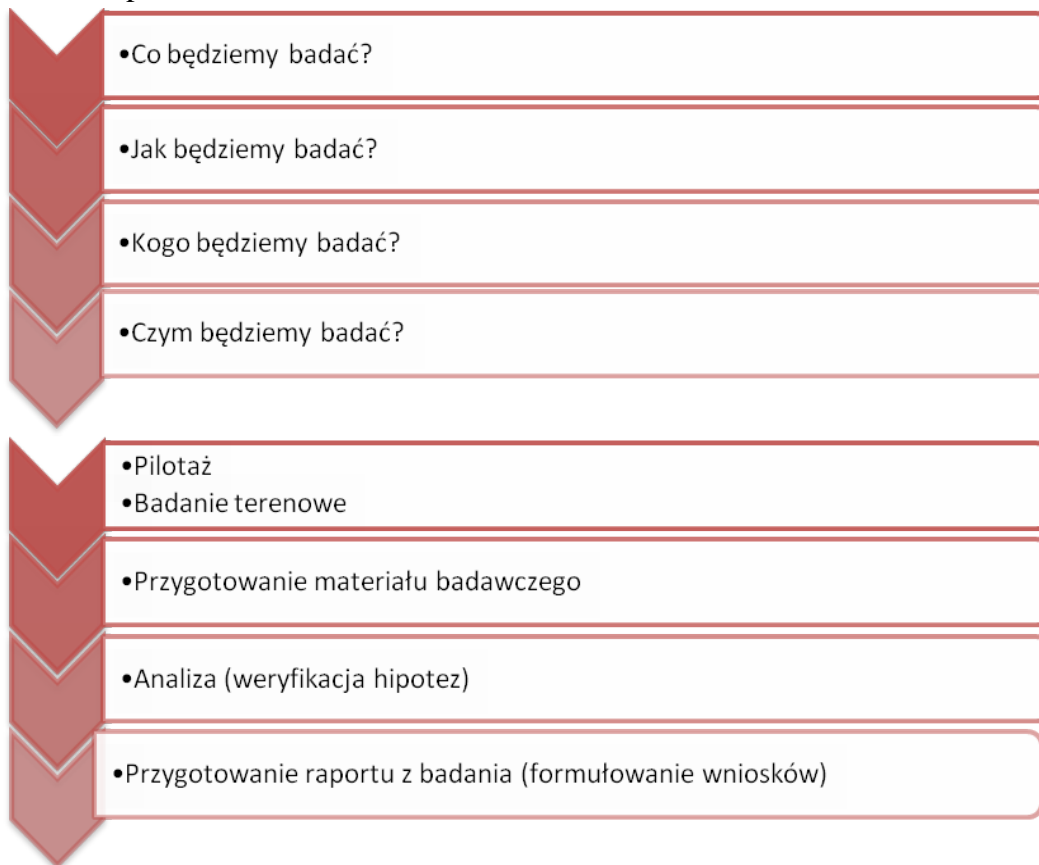 •Co będziemy badać?
•Jak będziemy badać?
•Kogo będziemy badać?
•Czym będziemy badać?
•Pilotaż
•Badanie terenowe
•Przygotowanie materiału badawczego
•Analiza (weryfikacja hipotez)
•Przygotowanie raportu z badania (formułowanie wniosków)